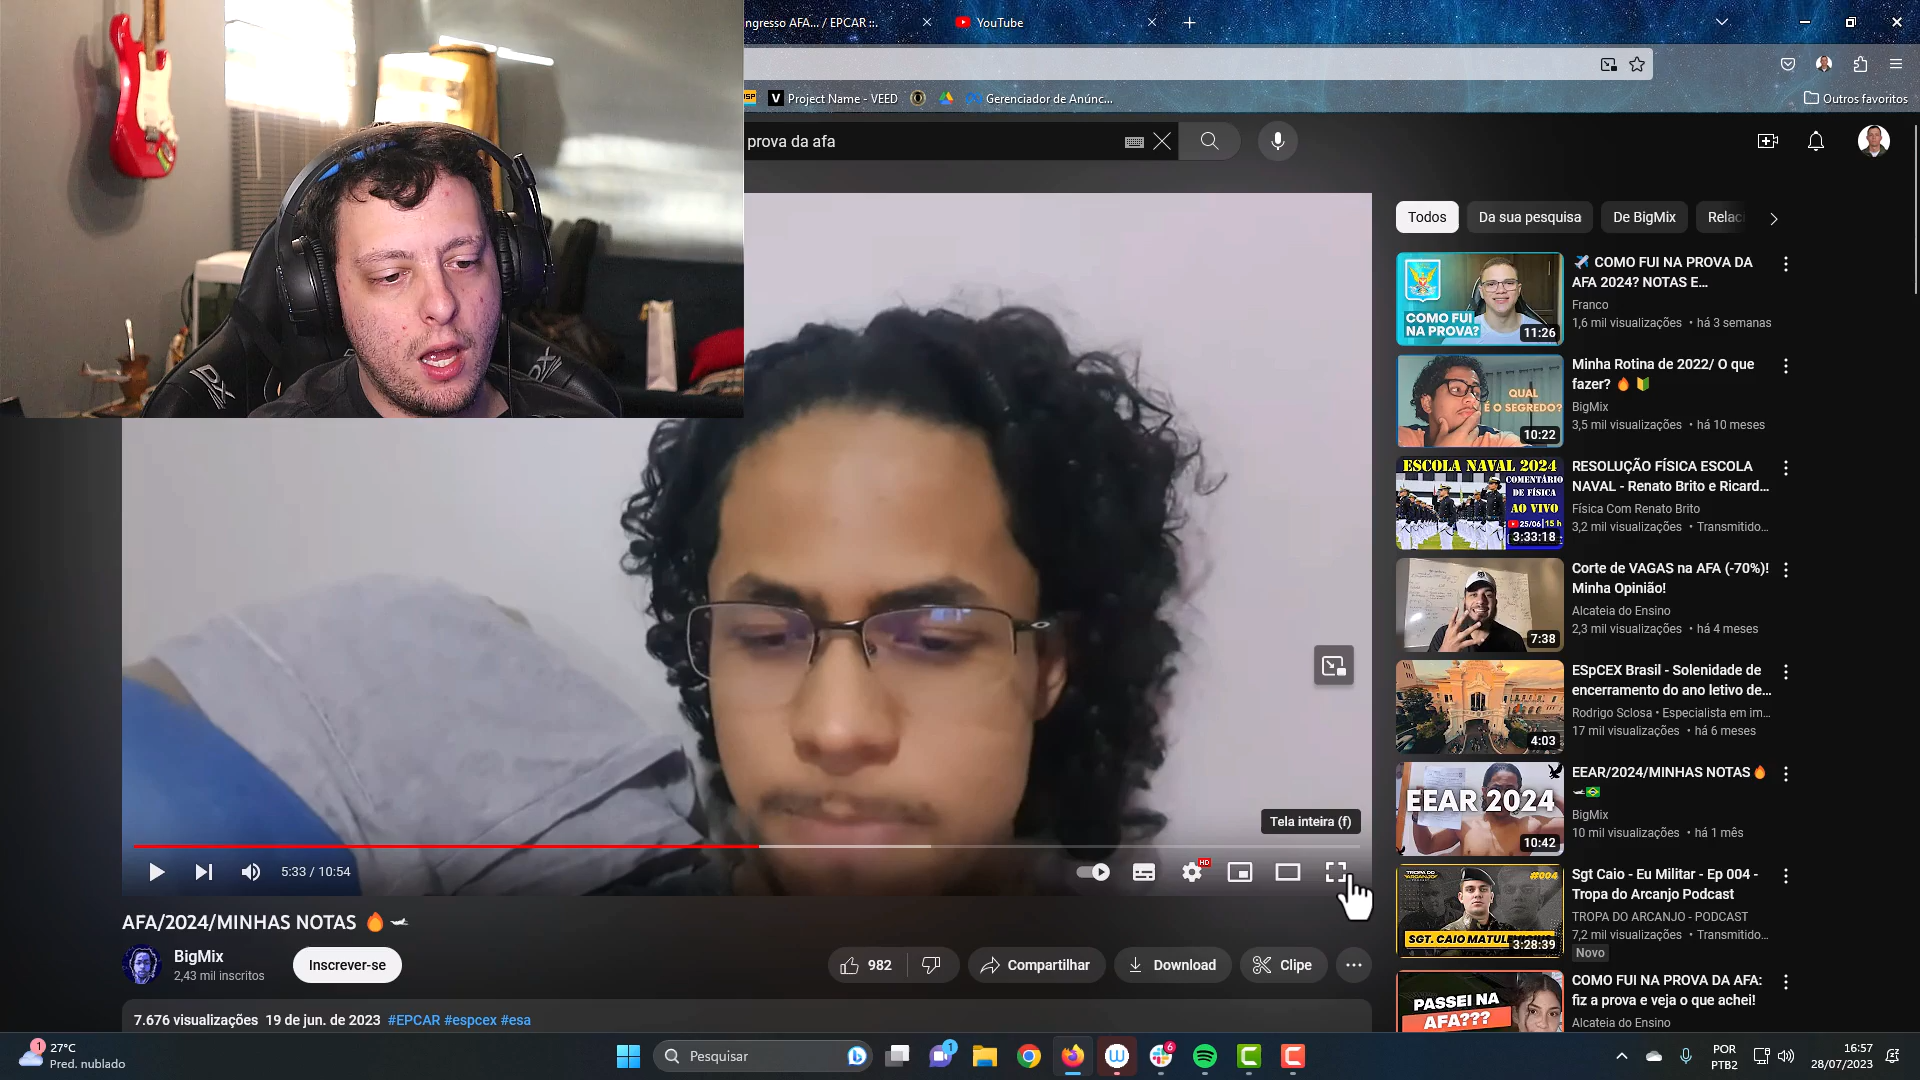 ngresso AFA... / EPCAR ::.
YouTube
Project Name - VEED
Gerenciador de Anúnc...
Outros favoritos
prova da afa
Todos
Da sua pesquisa
De BigMix
Relaci
COMO FUI
NA PROVA?
11:26
COMO FUI NA PROVA DA
AFA 2024? NOTAS E...
Franco
1,6 mil visualizações • há 3 semanas
QUAL
É O SEGREDO?
10:22
Minha Rotina de 2022/ O que
fazer?
BigMix
3,5 mil visualizações • há 10 meses
ESCOLA NAVAL 2024
COMENTÁRIO
DE FÍSICA
AO VIVO
25/06 | 15 h
3:33:18
RESOLUÇÃO FÍSICA ESCOLA
NAVAL - Renato Brito e Ricard...
Física Com Renato Brito
3,2 mil visualizações • Transmitido...
7:38
Corte de VAGAS na AFA (-70%)!
Minha Opinião!
Alcateia do Ensino
2,3 mil visualizações • há 4 meses
4:03
ESpCEX Brasil - Solenidade de
encerramento do ano letivo de...
Rodrigo Sclosa • Especialista em im...
17 mil visualizações • há 6 meses
EEAR 2024
10:42
EEAR/2024/MINHAS NOTAS
BigMix
10 mil visualizações • há 1 mês
#004
3:28:39
Sgt Caio - Eu Militar - Ep 004 -
Tropa do Arcanjo Podcast
TROPA DO ARCANJO - PODCAST
7,2 mil visualizações • Transmitido...
Novo
PASSEI NA
AFA???
COMO FUI NA PROVA DA AFA:
fiz a prova e veja o que achei!
Alcateia do Ensino
Tela inteira (f)
5:33 / 10:54
HD
AFA/2024/MINHAS NOTAS
BigMix
2,43 mil inscritos
Inscrever-se
982
Compartilhar
Download
Clipe
7.676 visualizações 19 de jun. de 2023 #EPCAR #espcex #esa
1
27°C
Pred. nublado
Pesquisar
1
6
POR
PTB2
16:57
28/07/2023